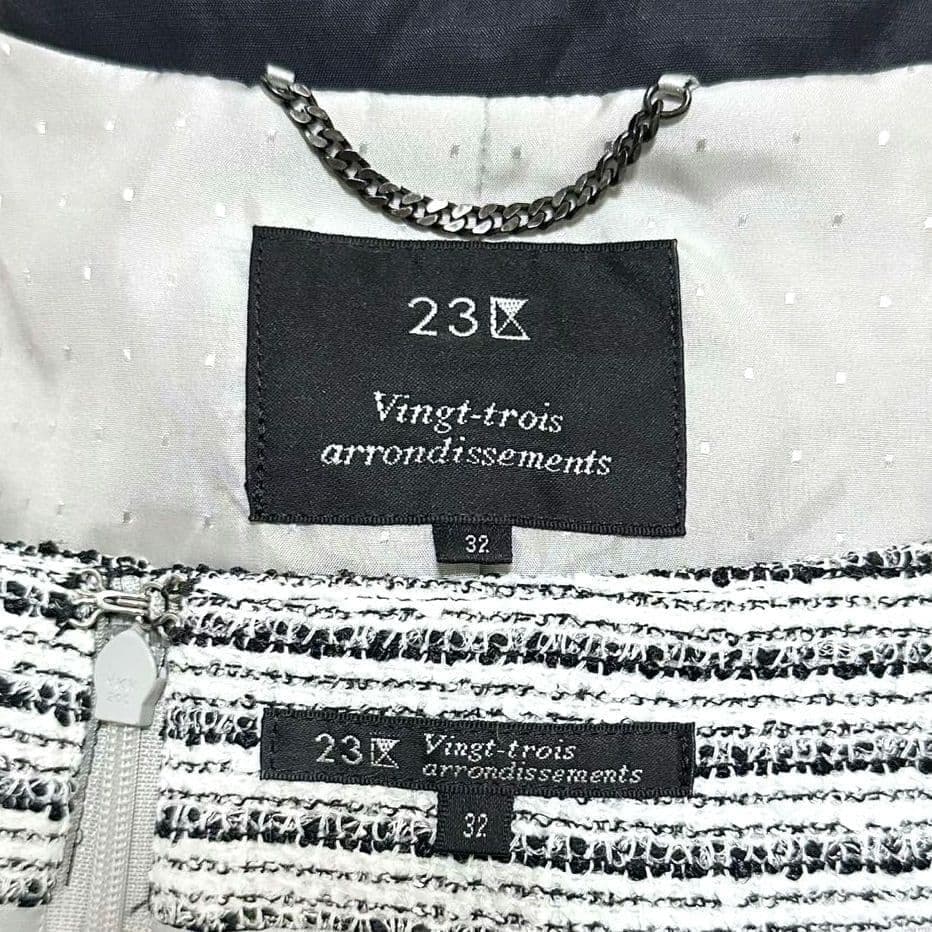 23区
Vingt-trois
arrondissements
32
23区 Vingt-trois
arrondissements
32